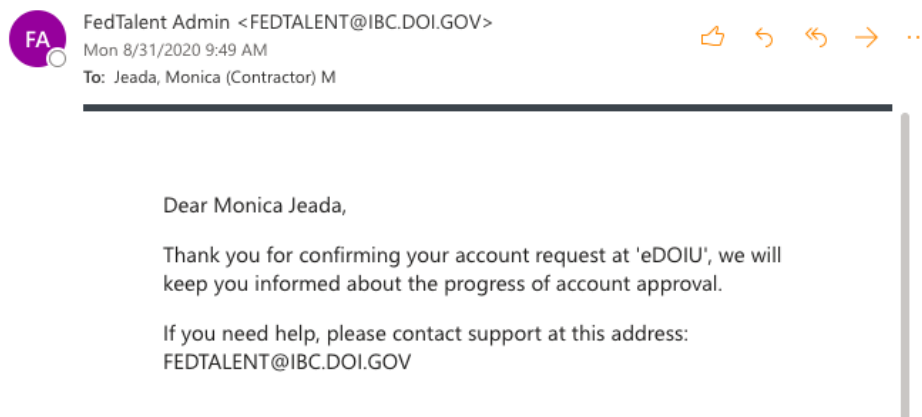 FA
FedTalent Admin <FEDTALENT@IBC.DOI.GOV>
Mon 8/31/2020 9:49 AM
To: Jeada, Monica (Contractor) M
Dear Monica Jeada,
Thank you for confirming your account request at 'eDOIU', we will
keep you informed about the progress of account approval.
If you need help, please contact support at this address:
FEDTALENT@IBC.DOI.GOV